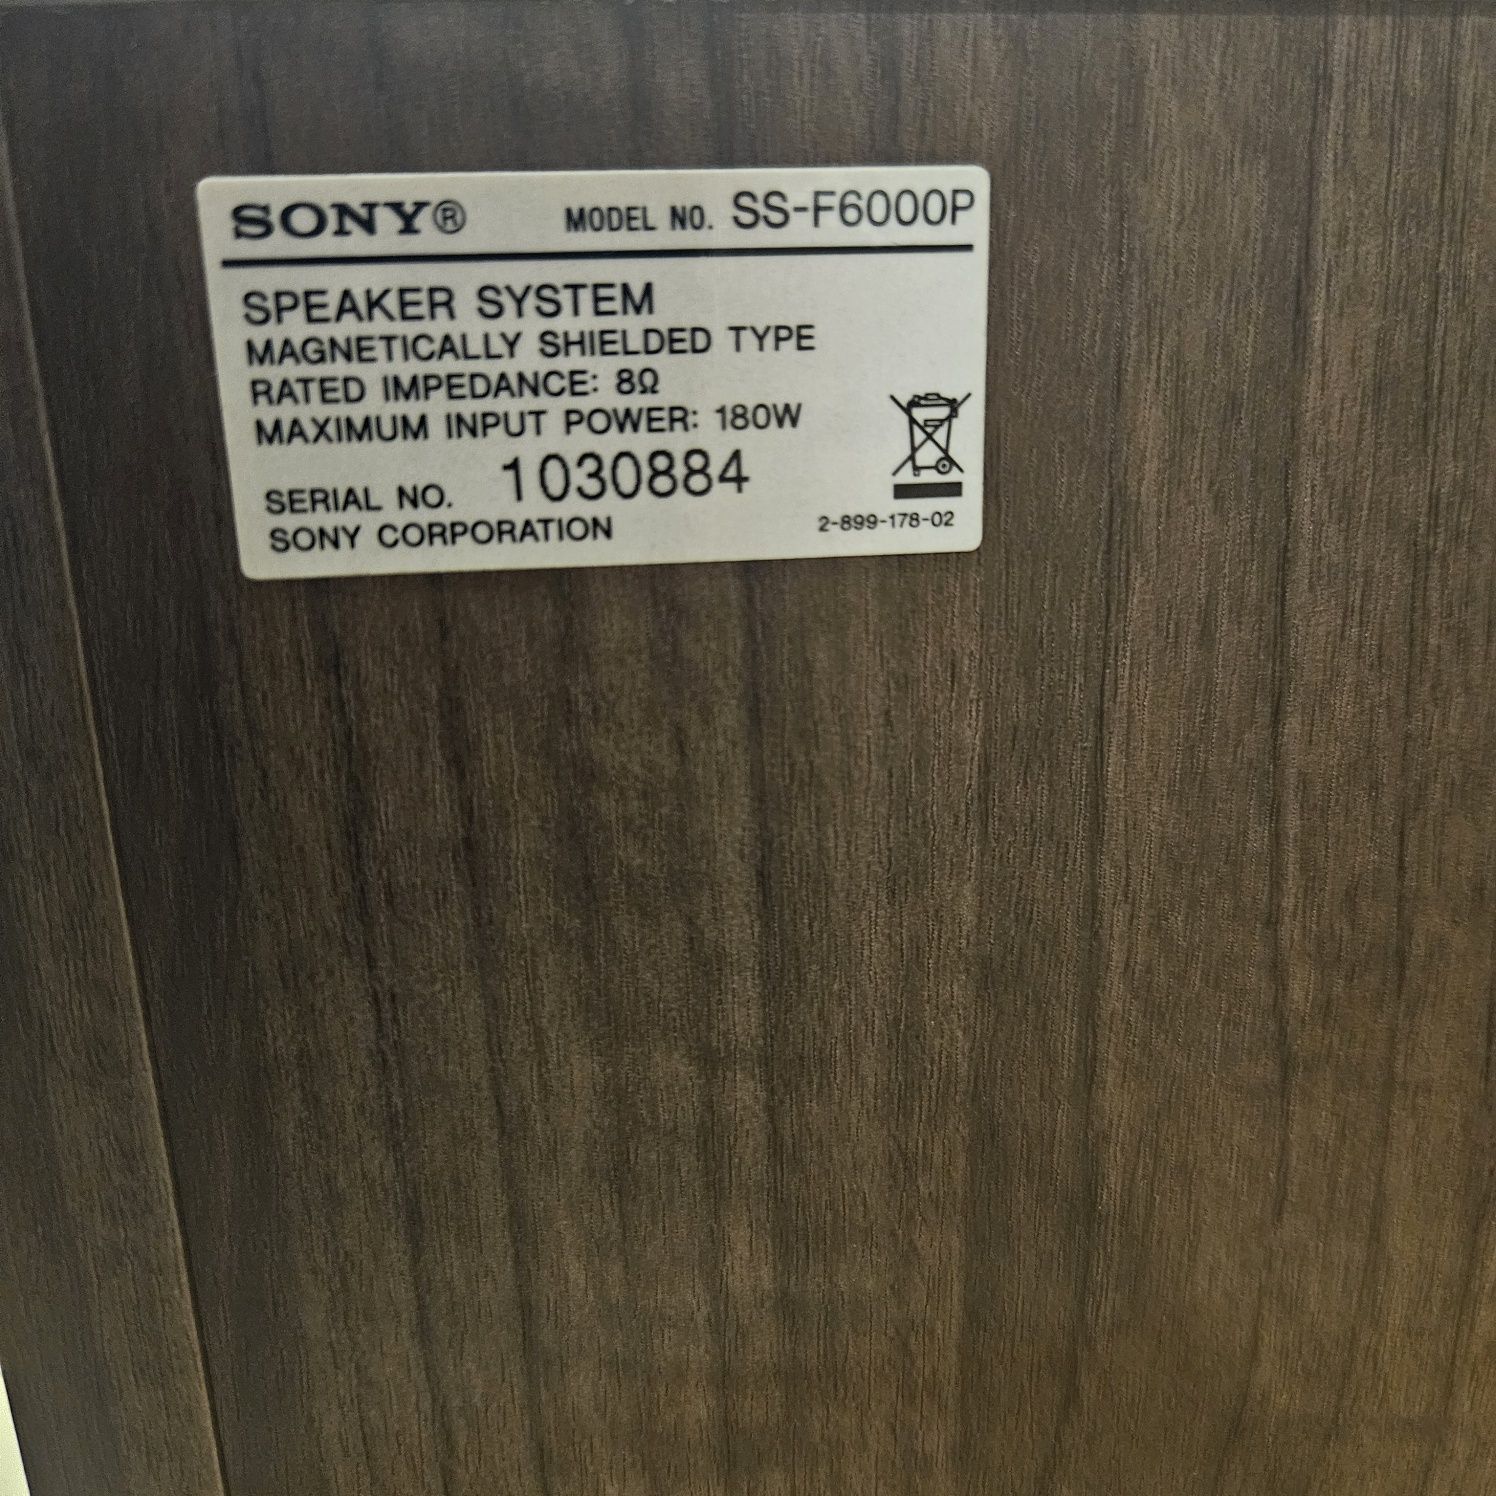 SONY® MODEL NO. SS-F6000P
SPEAKER SYSTEM
MAGNETICALLY SHIELDED TYPE
RATED IMPEDANCE: 8Ω
MAXIMUM INPUT POWER: 180W
SERIAL NO. 1030884
SONY CORPORATION 2-899-178-02